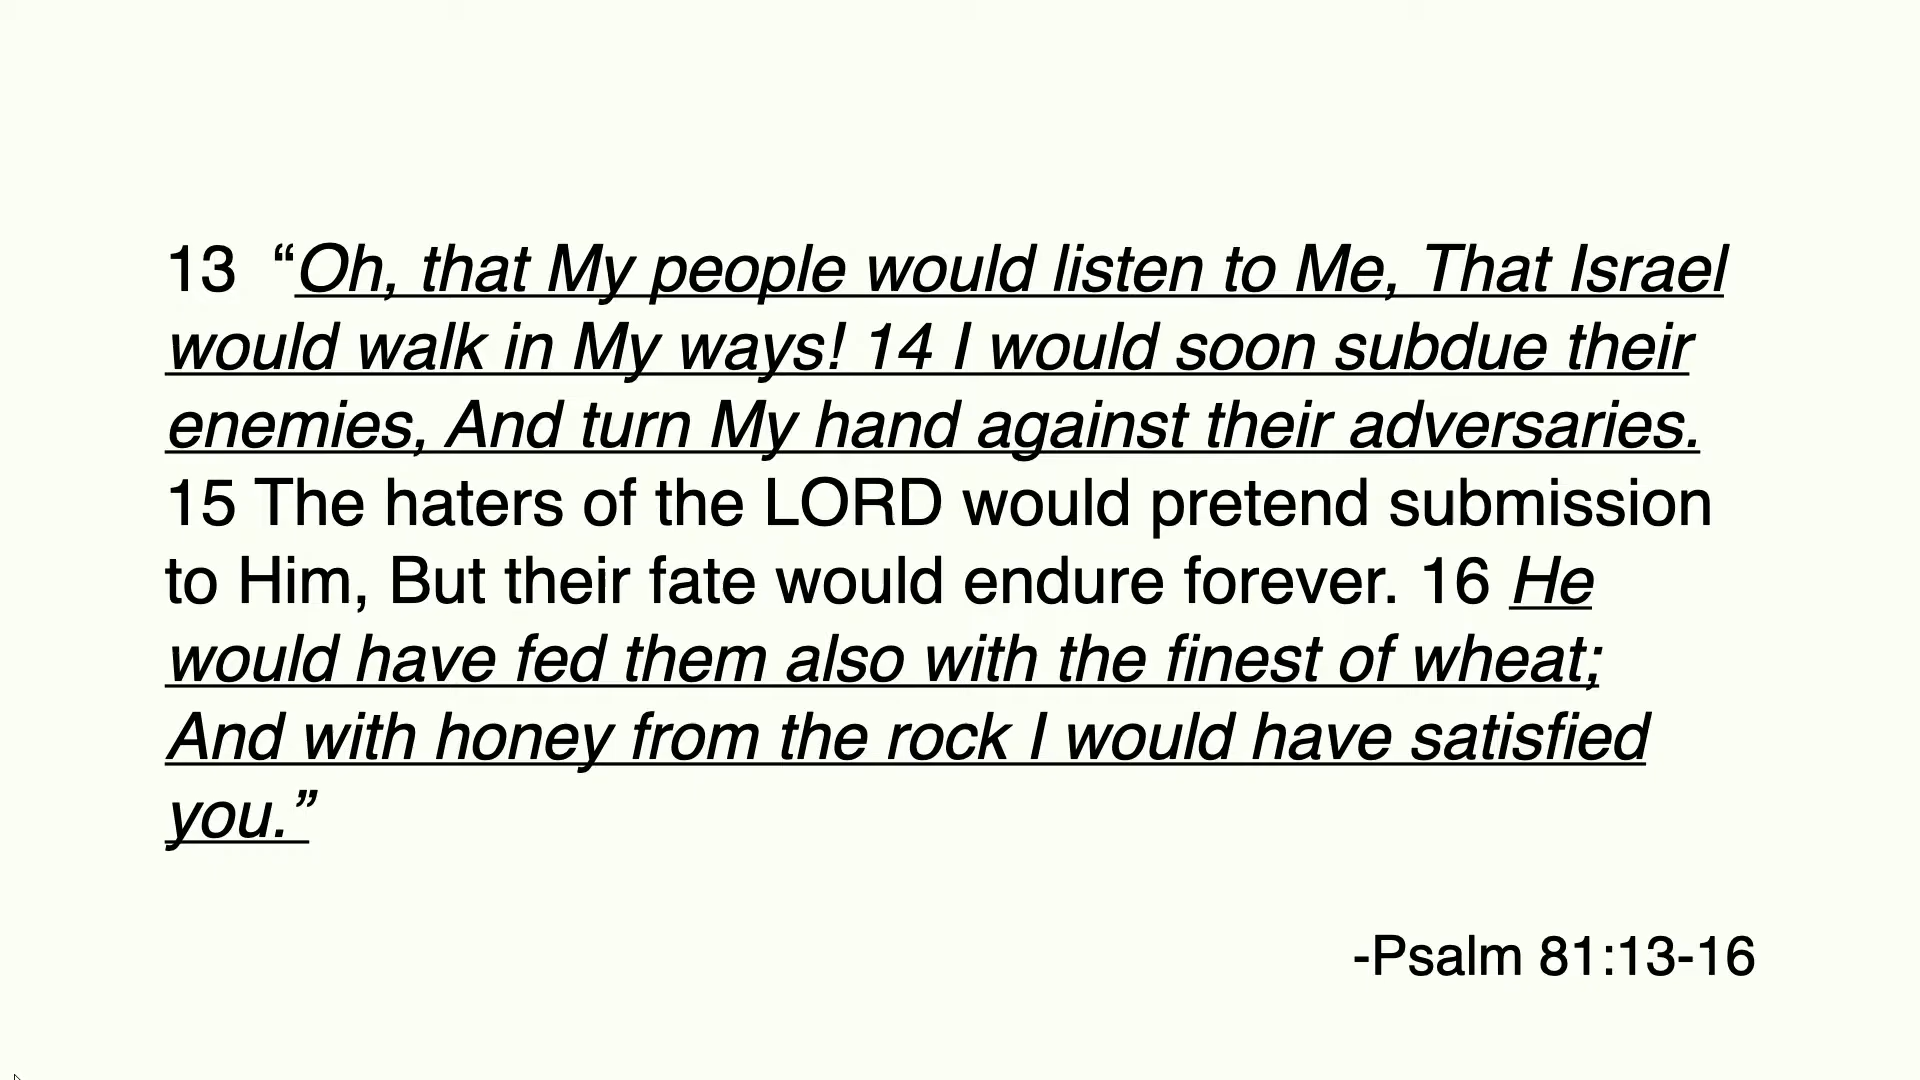 13  “Oh, that My people would listen to Me, That Israel
would walk in My ways! 14 I would soon subdue their
enemies, And turn My hand against their adversaries.
15 The haters of the LORD would pretend submission
to Him, But their fate would endure forever. 16 He
would have fed them also with the finest of wheat;
And with honey from the rock I would have satisfied
you.”
-Psalm 81:13-16